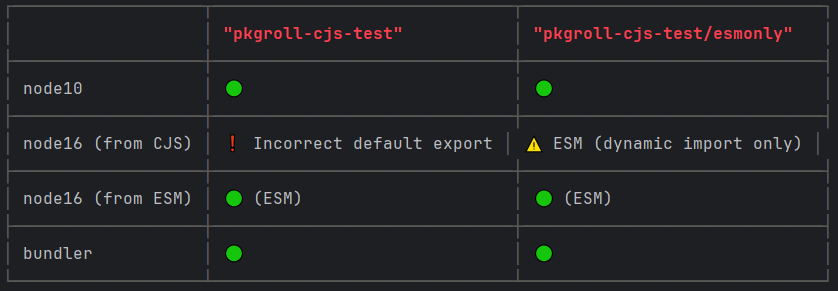 "pkgroll-cjs-test" "pkgroll-cjs-test/esmonly"
node10 🟢 🟢
node16 (from CJS) ❗ Incorrect default export ⚠️ ESM (dynamic import only)
node16 (from ESM) 🟢 (ESM) 🟢 (ESM)
bundler 🟢 🟢